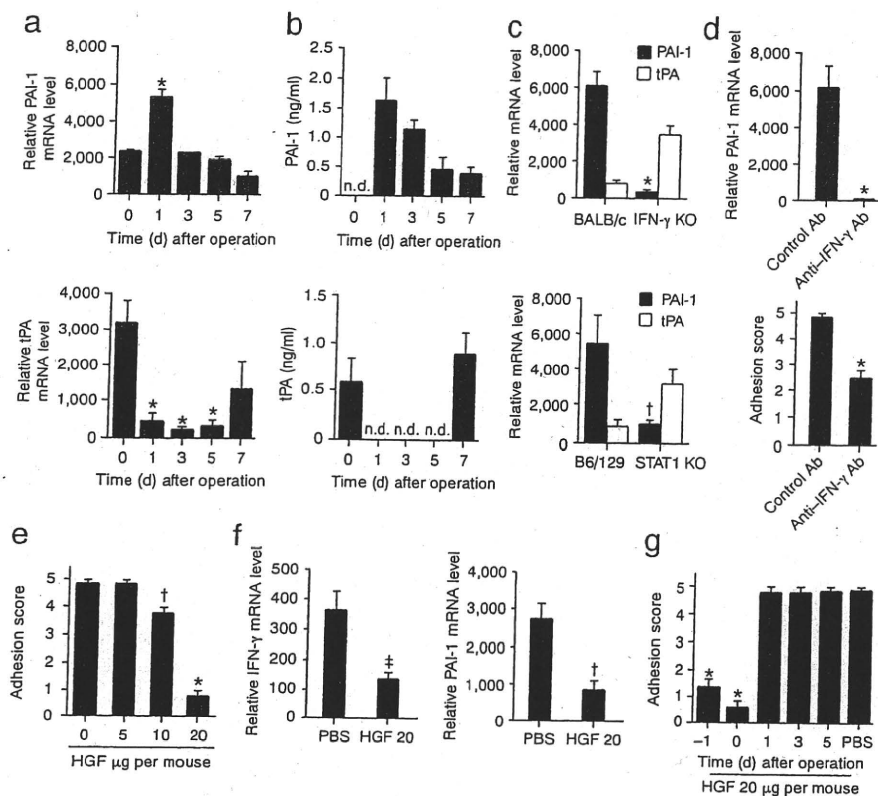 a
Relative PAI-1
mRNA level
8,000
6,000
4,000
2,000
0
*
0 1 3 5 7
Time (d) after operation
b
PAI-1 (ng/ml)
2.5
2.0
1.5
1.0
0.5
0
n.d.
0 1 3 5 7
Time (d) after operation
c
Relative mRNA level
8,000
6,000
4,000
2,000
0
PAI-1
tPA
*
BALB/c IFN-γ KO
d
Relative PAI-1 mRNA level
8,000
6,000
4,000
2,000
0
*
Control Ab
Anti–IFN-γ Ab
Relative tPA
mRNA level
4,000
3,000
2,000
1,000
0
* * *
0 1 3 5 7
Time (d) after operation
tPA (ng/ml)
1.5
1.0
0.5
0
n.d. n.d. n.d.
0 1 3 5 7
Time (d) after operation
Relative mRNA level
8,000
6,000
4,000
2,000
0
PAI-1
tPA
†
B6/129 STAT1 KO
Adhesion score
5
4
3
2
1
0
*
Control Ab
Anti–IFN-γ Ab
e
Adhesion score
5
4
3
2
1
0
†
*
0 5 10 20
HGF μg per mouse
f
Relative IFN-γ mRNA level
500
400
300
200
100
0
‡
PBS HGF 20
Relative PAI-1 mRNA level
4,000
3,000
2,000
1,000
0
†
PBS HGF 20
g
Adhesion score
5
4
3
2
1
0
* *
–1 0 1 3 5 PBS
Time (d) after operation
HGF 20 μg per mouse